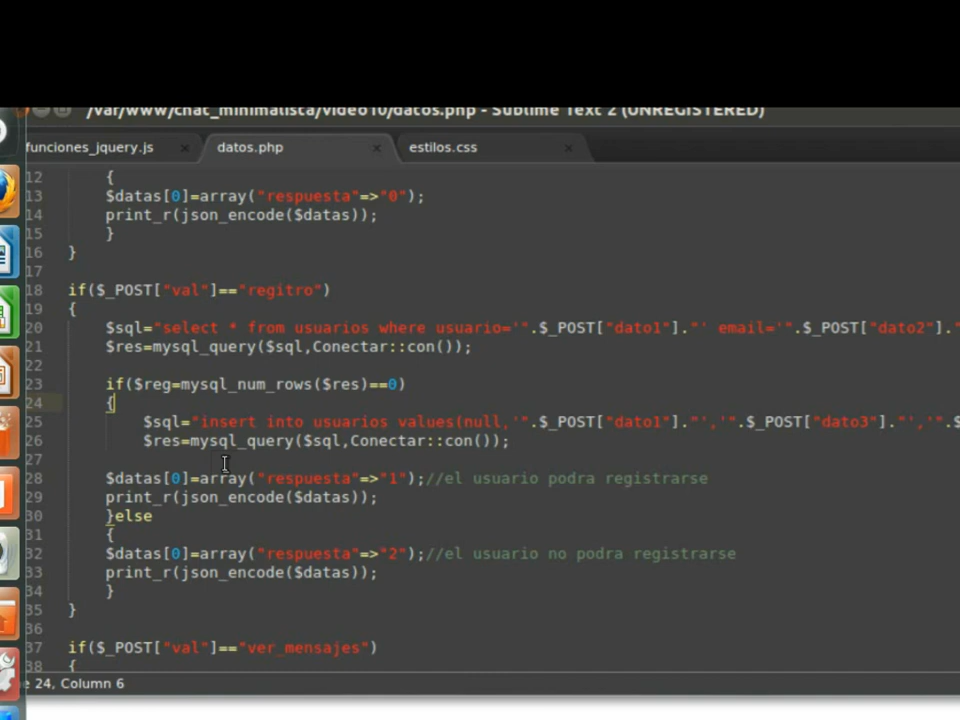 /var/www/chat_minimalista/video10/datos.php - Sublime Text 2 (UNREGISTERED)
funciones_jquery.js × datos.php × estilos.css ×
12 {
13 $datas[0]=array("respuesta"=>"0");
14 print_r(json_encode($datas));
15 }
16 }
17
18 if($_POST["val"]=="regitro")
19 {
20 $sql="select * from usuarios where usuario='".$_POST["dato1"]."' email='".$_POST["dato2"]."
21 $res=mysql_query($sql,Conectar::con());
22
23 if($reg=mysql_num_rows($res)==0)
24 {
25 $sql="insert into usuarios values(null,'".$_POST["dato1"]."','".$_POST["dato3"]."','".$
26 $res=mysql_query($sql,Conectar::con());
27
28 $datas[0]=array("respuesta"=>"1");//el usuario podra registrarse
29 print_r(json_encode($datas));
30 }else
31 {
32 $datas[0]=array("respuesta"=>"2");//el usuario no podra registrarse
33 print_r(json_encode($datas));
34 }
35 }
36
37 if($_POST["val"]=="ver_mensajes")
38 {
e 24, Column 6